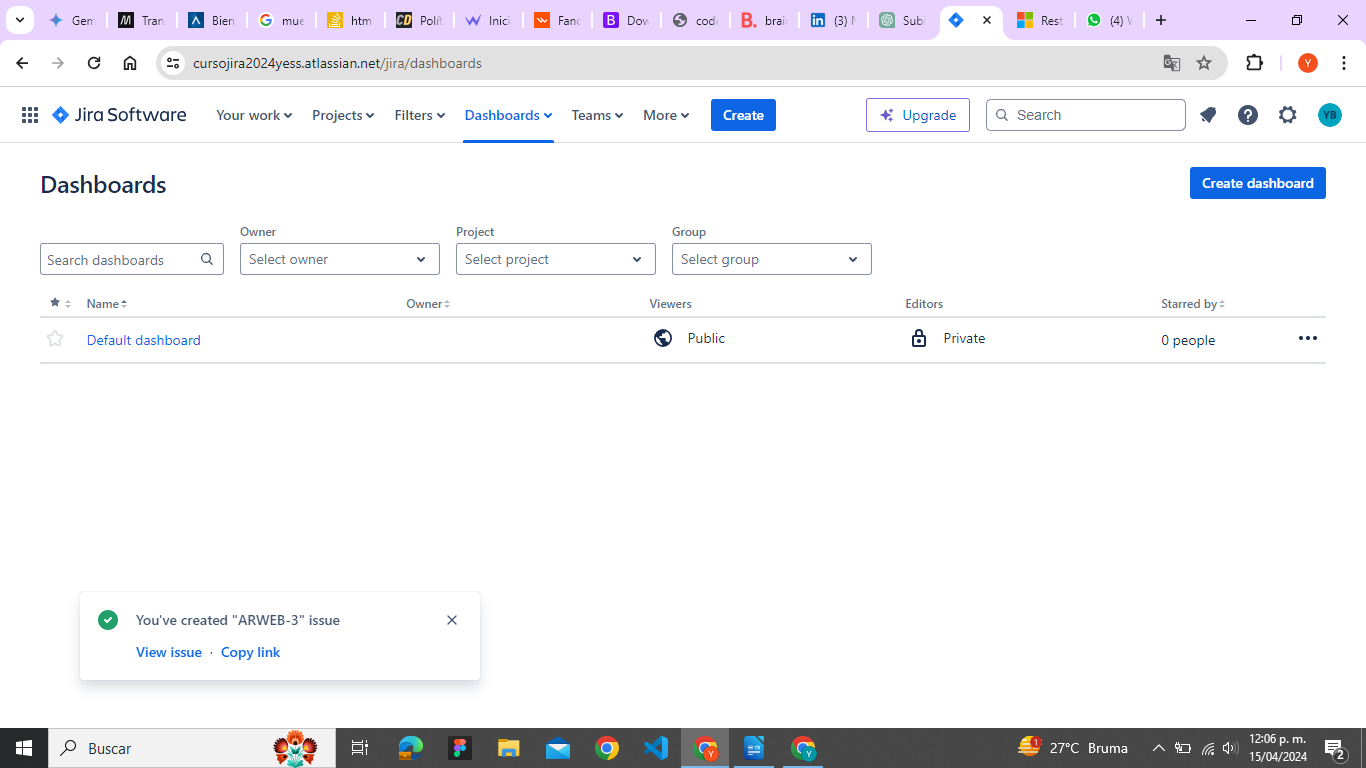 Gem
Tran
Bien
mue
htm
Polít
Inici
Fanc
Dow
code
brain
(3) N
Subi
Rest
(4) W
cursojira2024yess.atlassian.net/jira/dashboards
Y
Jira Software
Your work
Projects
Filters
Dashboards
Teams
More
Create
Upgrade
Search
YB
Dashboards
Create dashboard
Owner
Project
Group
Search dashboards
Select owner
Select project
Select group
Name
Owner
Viewers
Editors
Starred by
Default dashboard
Public
Private
0 people
You've created "ARWEB-3" issue
View issue · Copy link
Buscar
27°C Bruma
12:06 p. m.
15/04/2024
2